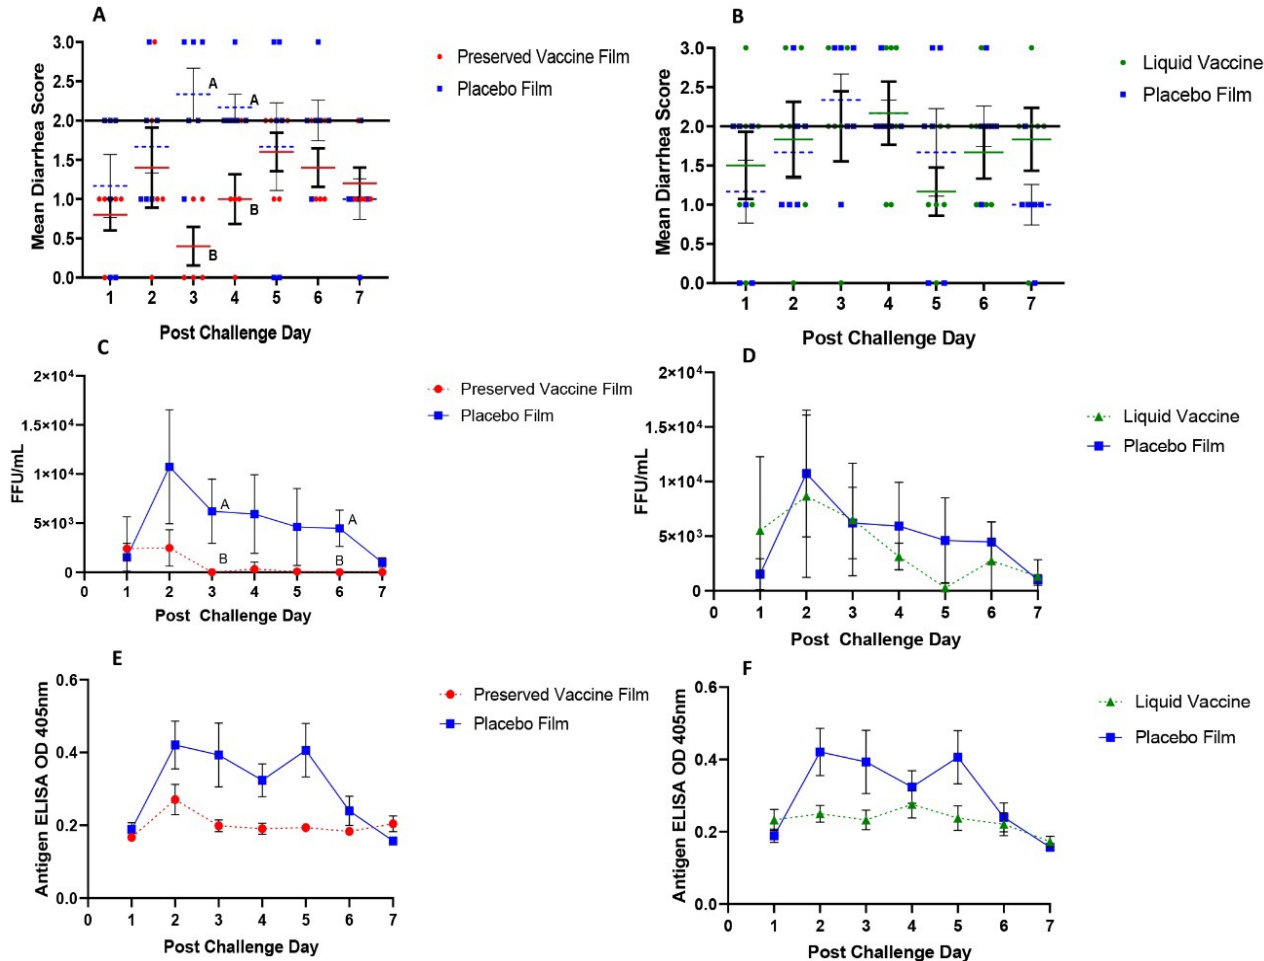 A
Mean Diarrhea Score
3.0
2.5
2.0
1.5
1.0
0.5
0.0
A
A
B
B
1 2 3 4 5 6 7
Post Challenge Day
Preserved Vaccine Film
Placebo Film
B
Mean Diarrhea Score
3.0
2.5
2.0
1.5
1.0
0.5
0.0
1 2 3 4 5 6 7
Post Challenge Day
Liquid Vaccine
Placebo Film
C
FFU/mL
2×10⁴
1.5×10⁴
1×10⁴
5×10³
0
A
A
B
B
0 1 2 3 4 5 6 7
Post Challenge Day
Preserved Vaccine Film
Placebo Film
D
FFU/mL
2×10⁴
1.5×10⁴
1×10⁴
5×10³
0
0 1 2 3 4 5 6 7
Post Challenge Day
Liquid Vaccine
Placebo Film
E
Antigen ELISA OD 405nm
0.6
0.4
0.2
0.0
0 1 2 3 4 5 6 7
Post Challenge Day
Preserved Vaccine Film
Placebo Film
F
Antigen ELISA OD 405nm
0.6
0.4
0.2
0.0
0 1 2 3 4 5 6 7
Post Challenge Day
Liquid Vaccine
Placebo Film